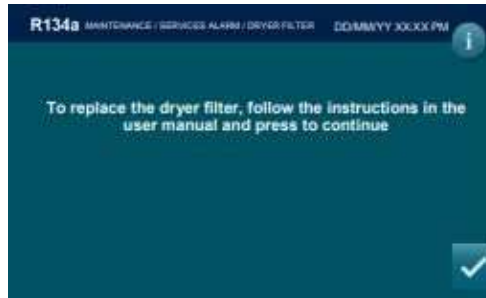 R134a MAINTENANCE / SERVICES ALARM / DRYER FILTER DD/MM/YY XX:XX PM
i
To replace the dryer filter, follow the instructions in the
user manual and press to continue